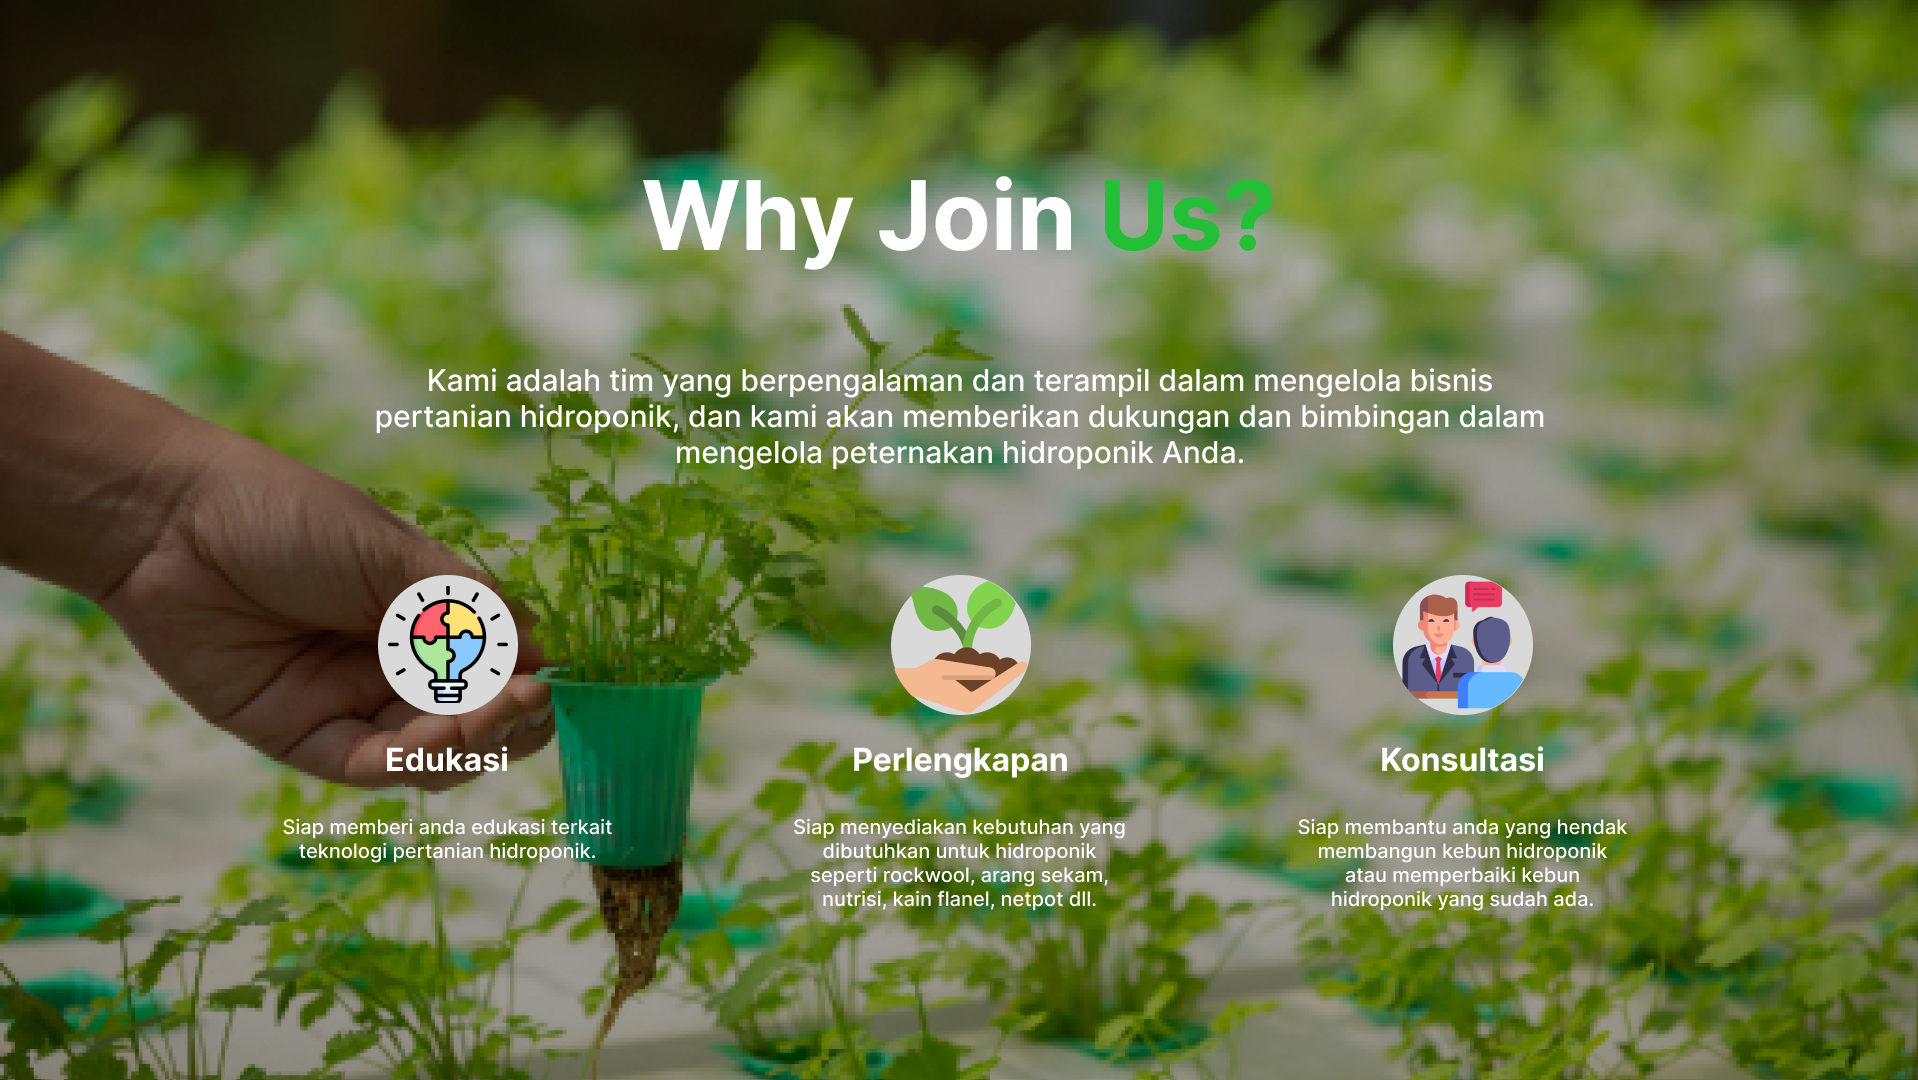 Why Join Us?
Kami adalah tim yang berpengalaman dan terampil dalam mengelola bisnis
pertanian hidroponik, dan kami akan memberikan dukungan dan bimbingan dalam
mengelola peternakan hidroponik Anda.
Edukasi
Siap memberi anda edukasi terkait
teknologi pertanian hidroponik.
Perlengkapan
Siap menyediakan kebutuhan yang
dibutuhkan untuk hidroponik
seperti rockwool, arang sekam,
nutrisi, kain flanel, netpot dll.
Konsultasi
Siap membantu anda yang hendak
membangun kebun hidroponik
atau memperbaiki kebun
hidroponik yang sudah ada.